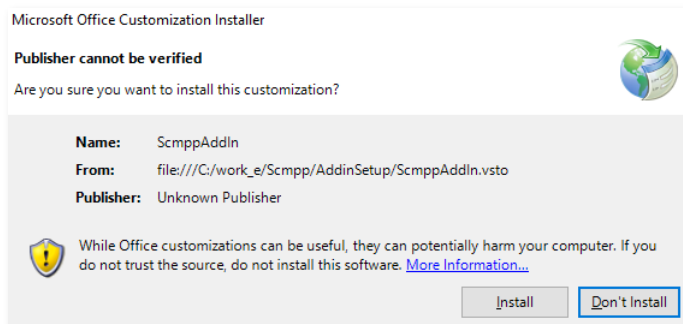 Microsoft Office Customization Installer
Publisher cannot be verified
Are you sure you want to install this customization?
Name: ScmppAddIn
From: file:///C:/work_e/Scmpp/AddinSetup/ScmppAddIn.vsto
Publisher: Unknown Publisher
While Office customizations can be useful, they can potentially harm your computer. If you
do not trust the source, do not install this software. More Information...
Install Don't Install